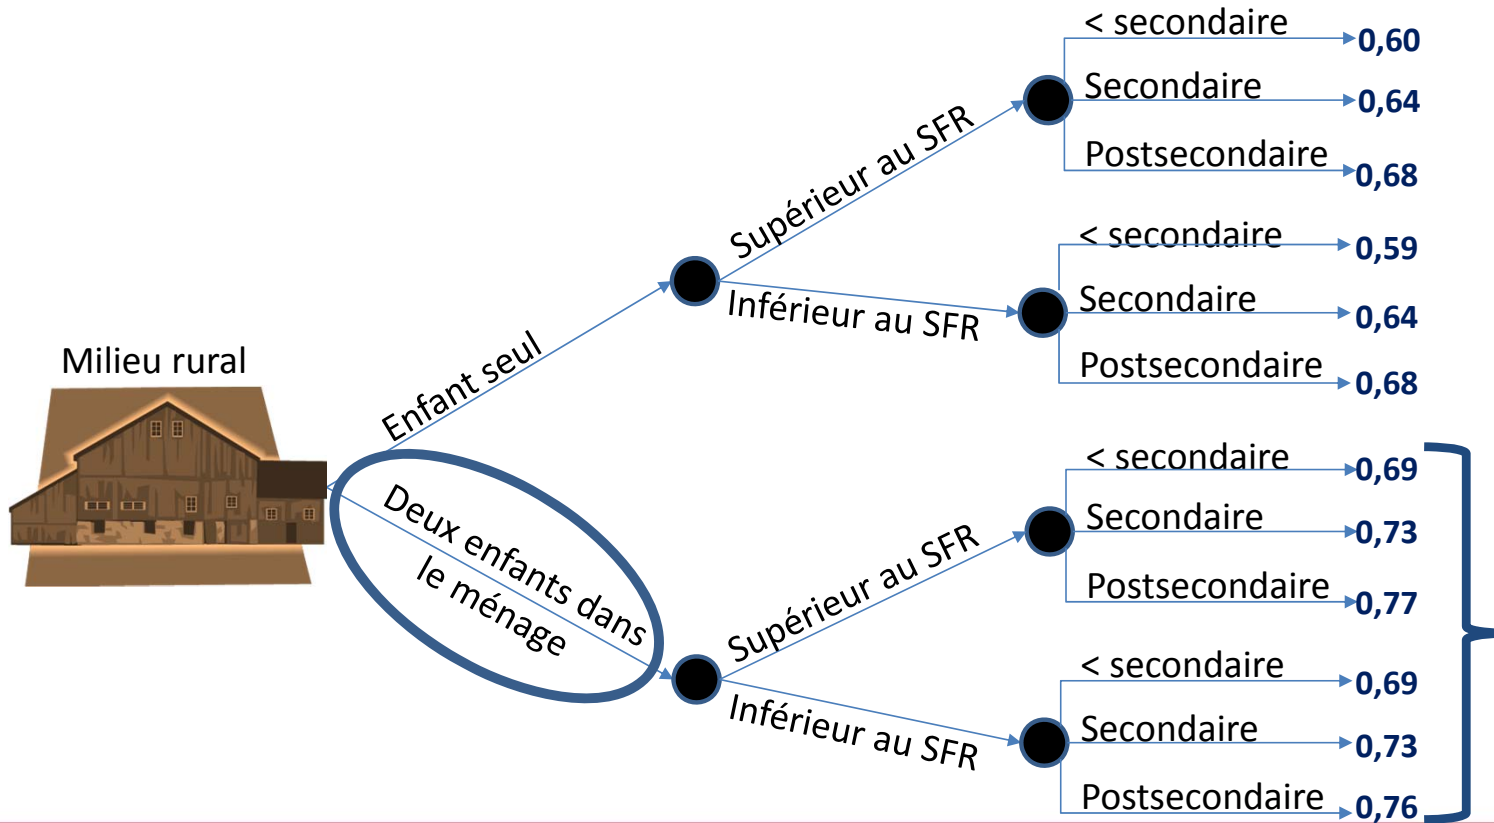 < secondaire
0,60
Secondaire
0,64
Postsecondaire
0,68
Supérieur au SFR
< secondaire
0,59
Secondaire
0,64
Inférieur au SFR
Postsecondaire
0,68
Milieu rural
Enfant seul
Deux enfants dans
le ménage
< secondaire
0,69
Secondaire
0,73
Postsecondaire
0,77
Supérieur au SFR
< secondaire
0,69
Secondaire
0,73
Inférieur au SFR
Postsecondaire
0,76